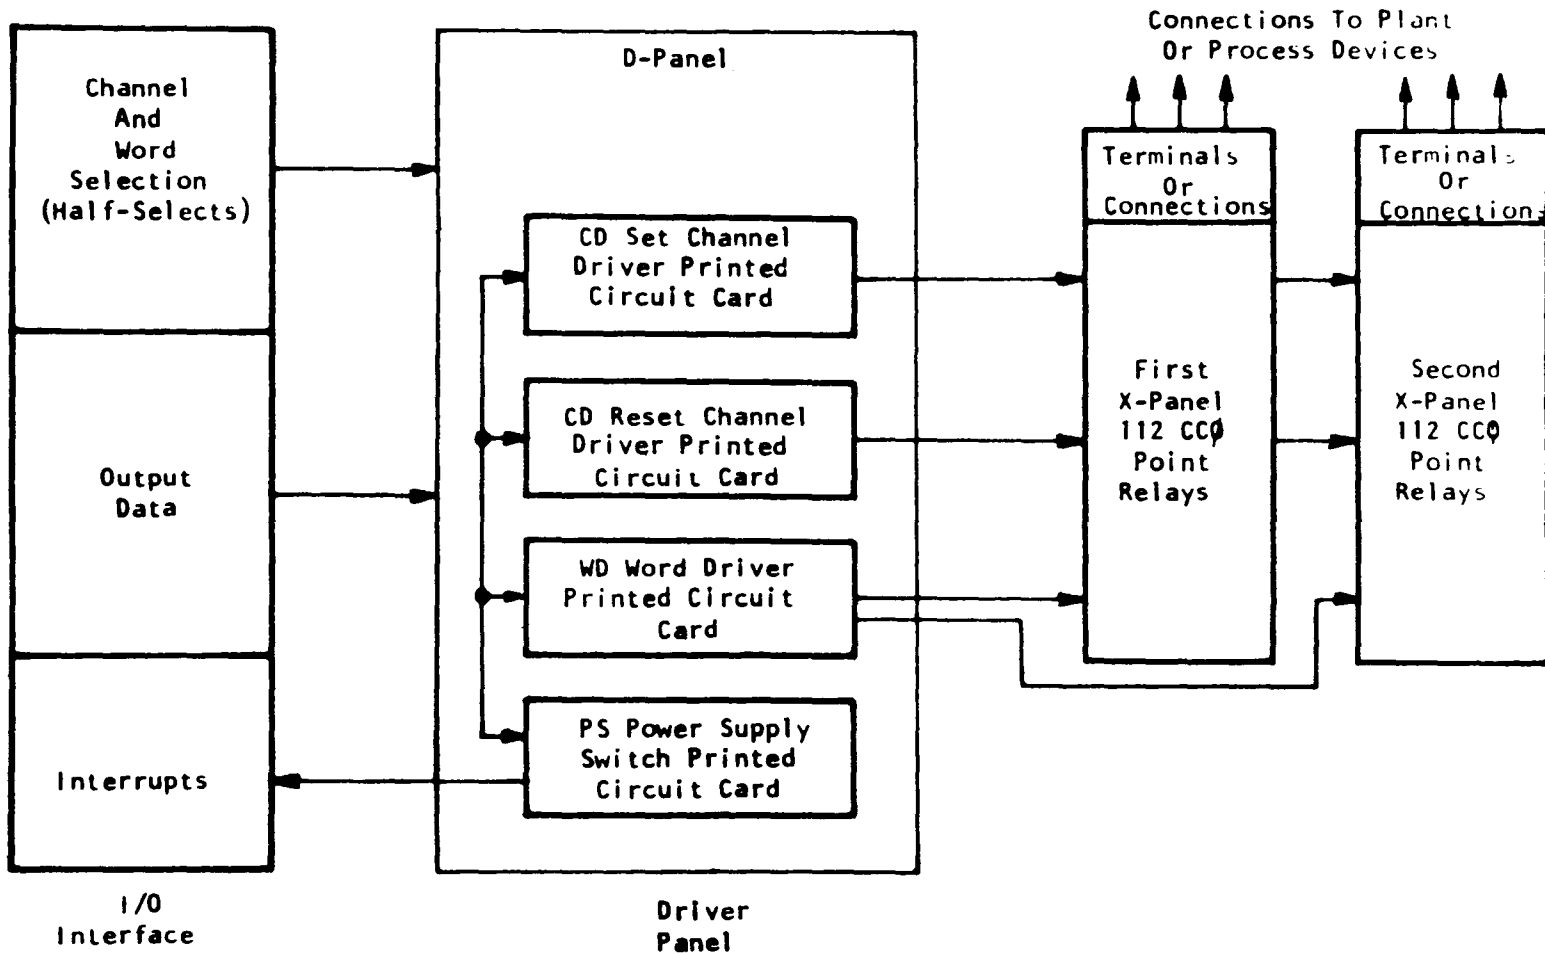 Connections To Plant
Or Process Devices
Channel
And
Word
Selection
(Half-Selects)
Output
Data
Interrupts
I/O
Interface
D-Panel
CD Set Channel
Driver Printed
Circuit Card
CD Reset Channel
Driver Printed
Circuit Card
WD Word Driver
Printed Circuit
Card
PS Power Supply
Switch Printed
Circuit Card
Driver
Panel
Terminals
Or
Connections
First
X-Panel
112 CCØ
Point
Relays
Terminals
Or
Connections
Second
X-Panel
112 CCØ
Point
Relays